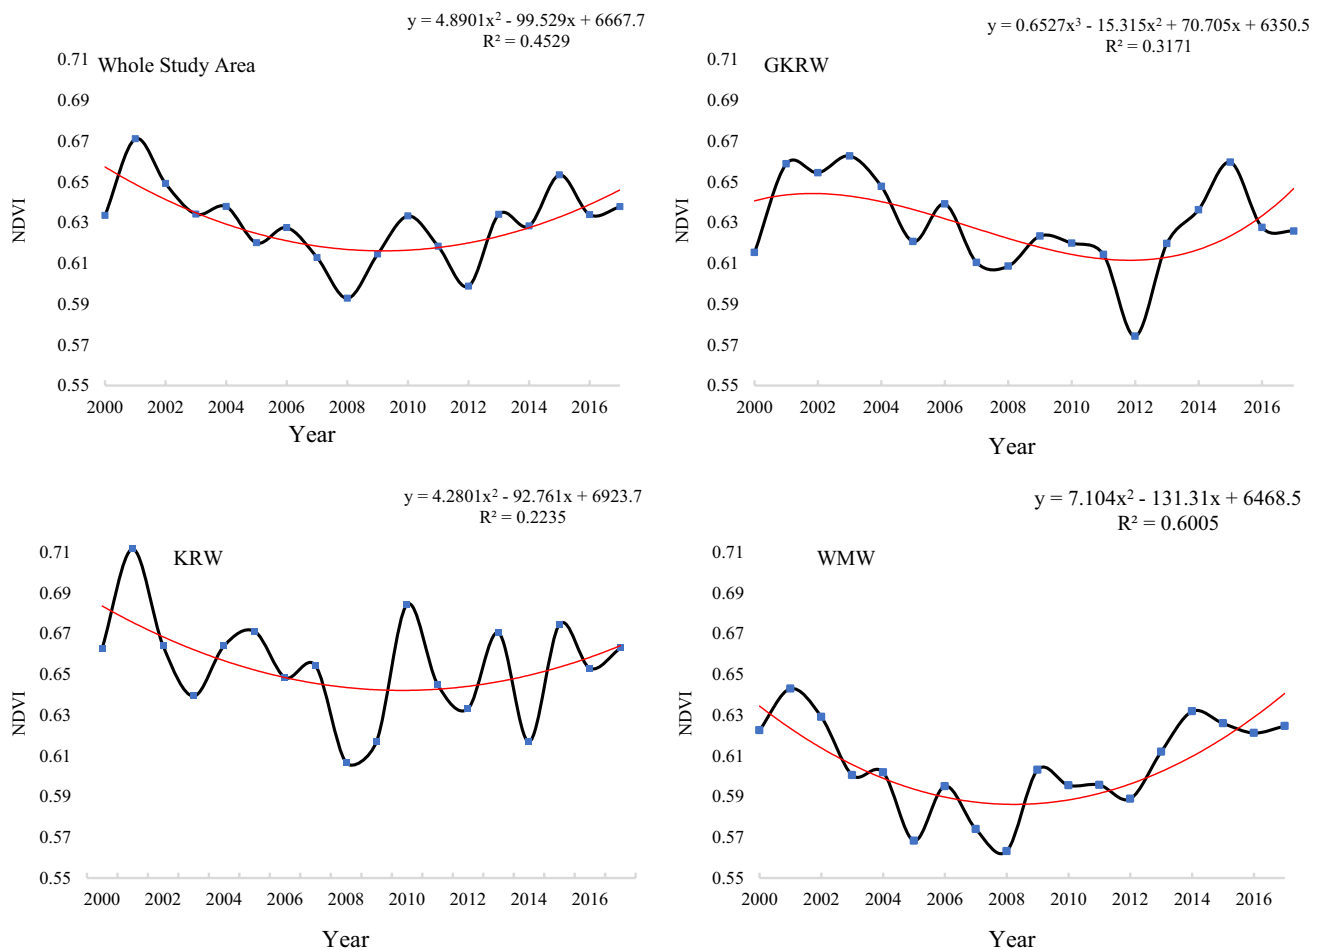 y = 4.8901x² - 99.529x + 6667.7
R² = 0.4529
Whole Study Area
0.71
0.69
0.67
0.65
0.63
0.61
0.59
0.57
0.55
NDVI
2000 2002 2004 2006 2008 2010 2012 2014 2016
Year
y = 0.6527x³ - 15.315x² + 70.705x + 6350.5
R² = 0.3171
GKRW
0.71
0.69
0.67
0.65
0.63
0.61
0.59
0.57
0.55
NDVI
2000 2002 2004 2006 2008 2010 2012 2014 2016
Year
y = 4.2801x² - 92.761x + 6923.7
R² = 0.2235
KRW
0.71
0.69
0.67
0.65
0.63
0.61
0.59
0.57
0.55
NDVI
2000 2002 2004 2006 2008 2010 2012 2014 2016
Year
y = 7.104x² - 131.31x + 6468.5
R² = 0.6005
WMW
0.71
0.69
0.67
0.65
0.63
0.61
0.59
0.57
0.55
NDVI
2000 2002 2004 2006 2008 2010 2012 2014 2016
Year